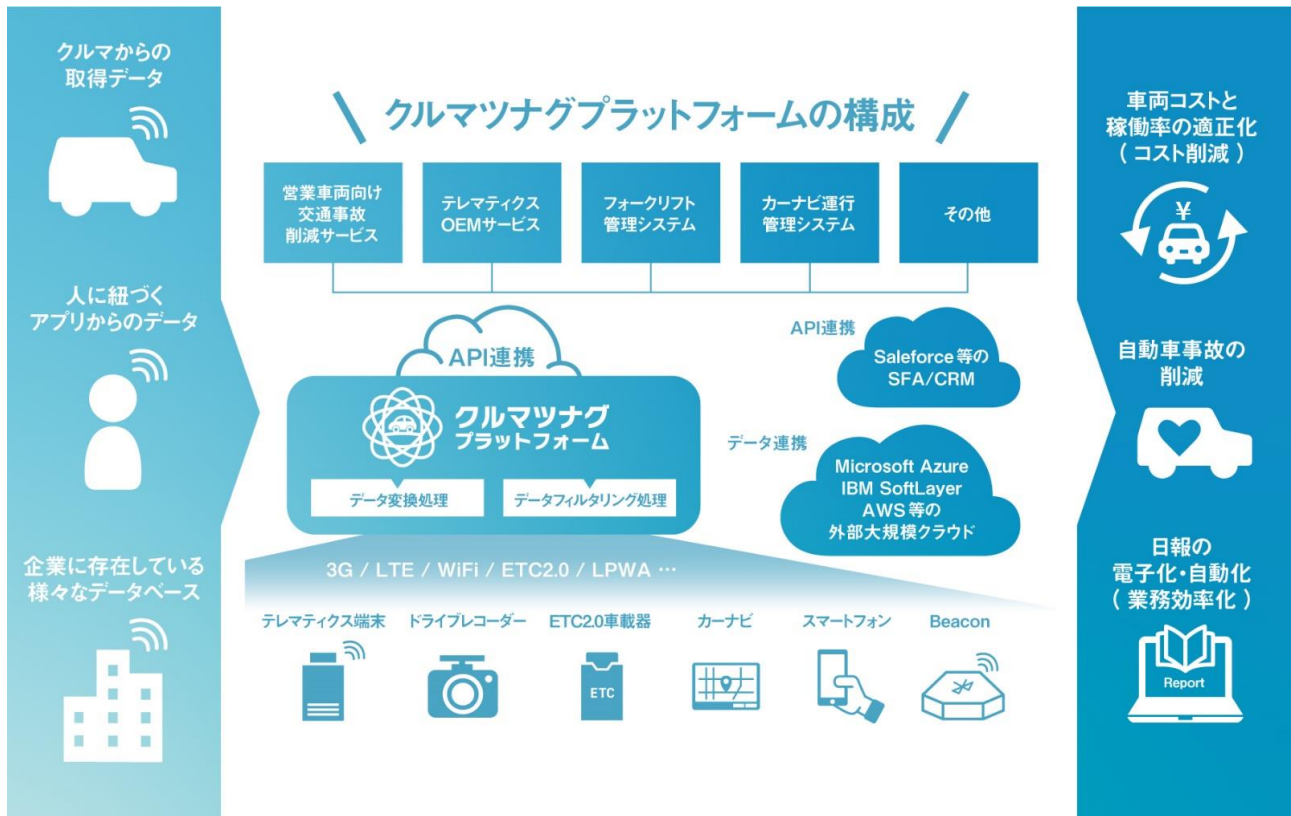 クルマからの
取得データ
人に紐づく
アプリからのデータ
企業に存在している
様々なデータベース
クルマツナグプラットフォームの構成
営業車両向け
交通事故
削減サービス
テレマティクス
OEMサービス
フォークリフト
管理システム
カーナビ運行
管理システム
その他
API連携
クルマツナグ
プラットフォーム
データ変換処理
データフィルタリング処理
API連携
Saleforce等の
SFA/CRM
データ連携
Microsoft Azure
IBM SoftLayer
AWS等の
外部大規模クラウド
3G / LTE / WiFi / ETC2.0 / LPWA …
テレマティクス端末
ドライブレコーダー
ETC2.0車載器
カーナビ
スマートフォン
Beacon
ETC
車両コストと
稼働率の適正化
( コスト削減 )
¥
自動車事故の
削減
日報の
電子化・自動化
( 業務効率化 )
Report